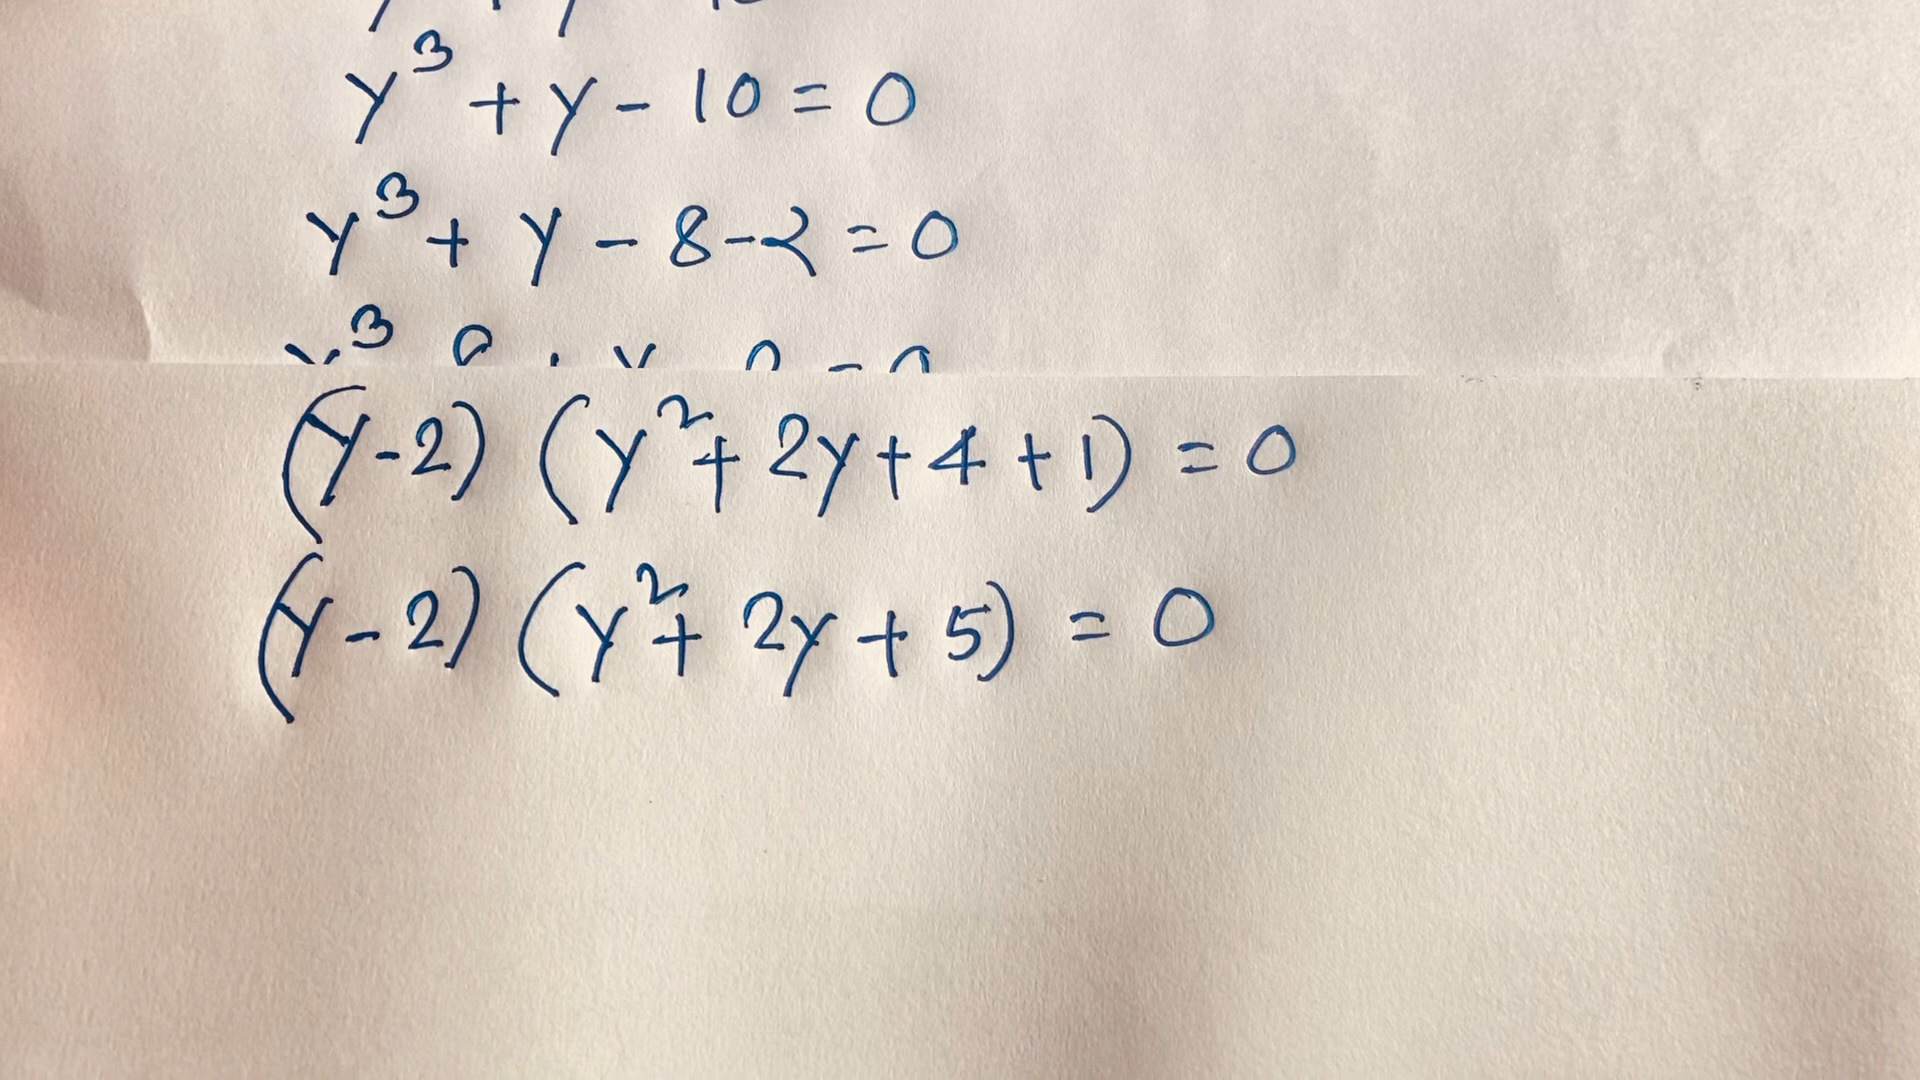 y³ + y - 10 = 0
y³ + y - 8 - 2 = 0
(y-2) (y² + 2y + 4 + 1) = 0
(y-2) (y² + 2y + 5) = 0